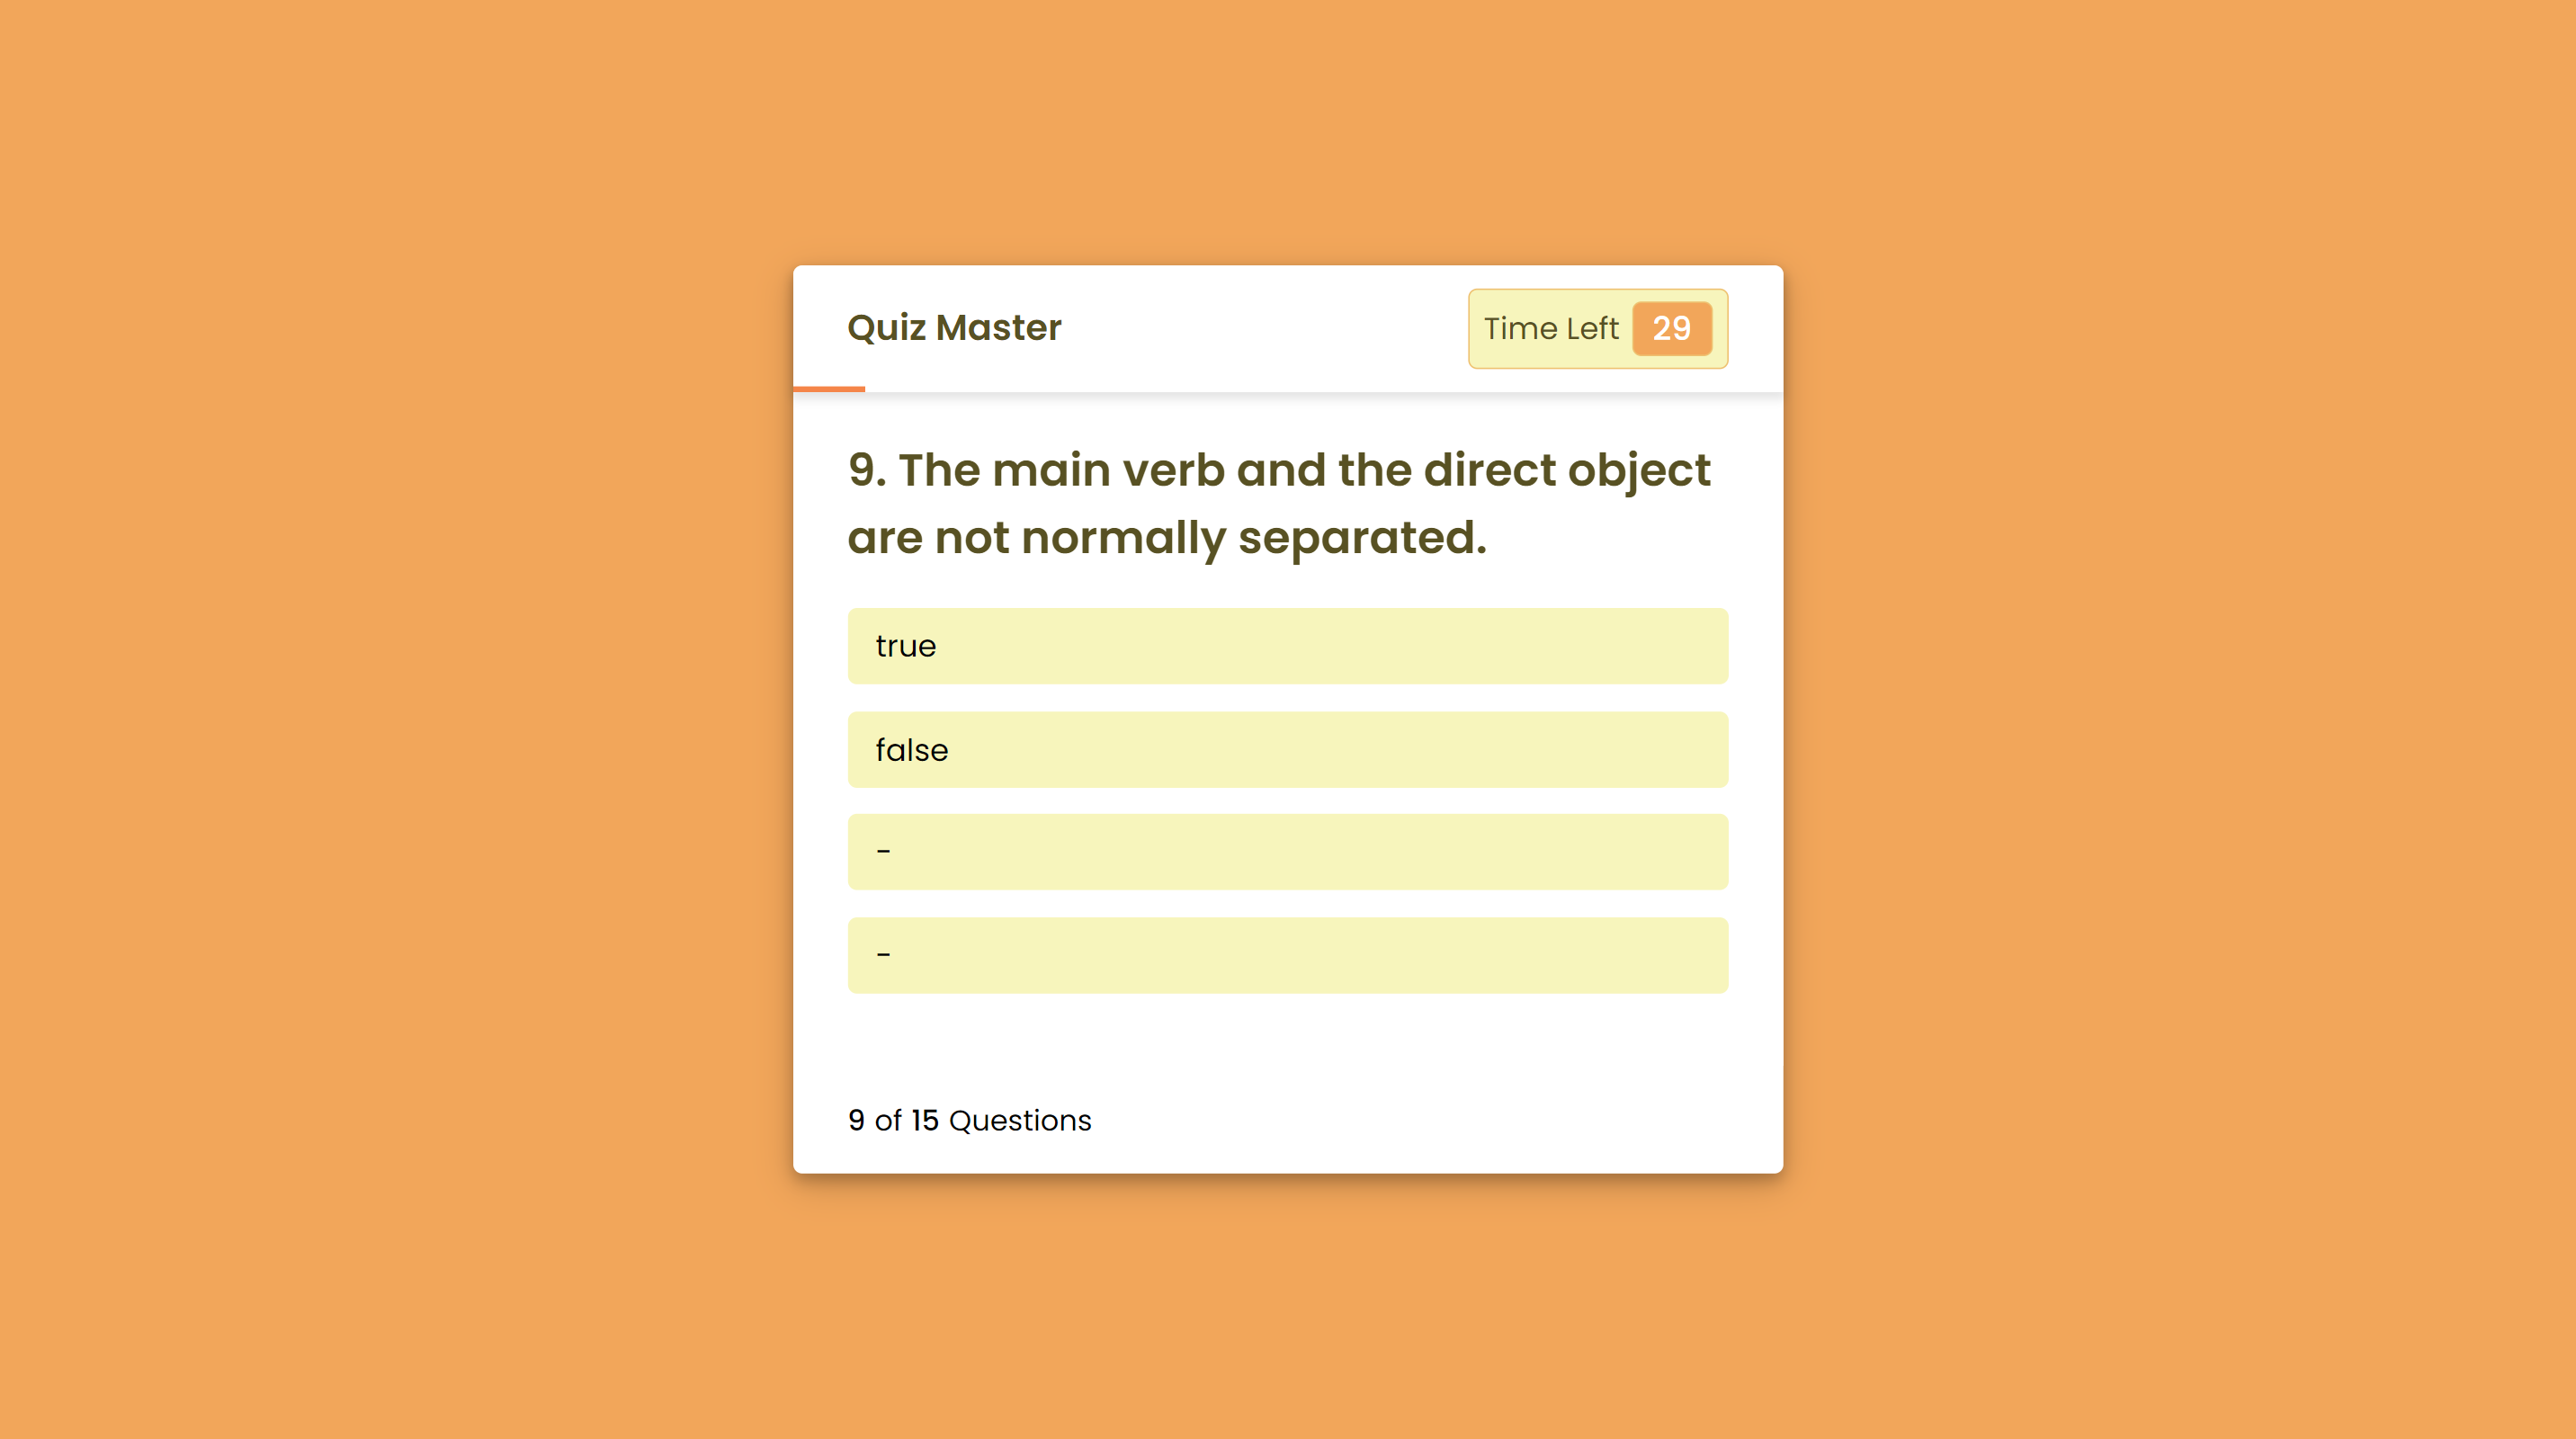 Quiz Master
Time Left 29
9. The main verb and the direct object
are not normally separated.
true
false
-
-
9 of 15 Questions